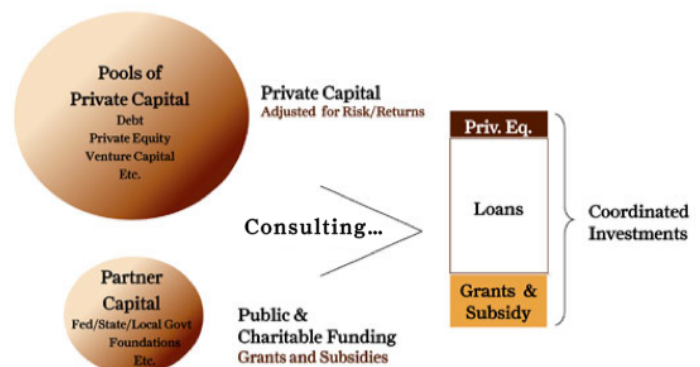 Pools of
Private Capital
Debt
Private Equity
Venture Capital
Etc.
Private Capital
Adjusted for Risk/Returns
Consulting...
Partner
Capital
Fed/State/Local Govt
Foundations
Etc.
Public &
Charitable Funding
Grants and Subsidies
Priv. Eq.
Loans
Grants &
Subsidy
Coordinated
Investments